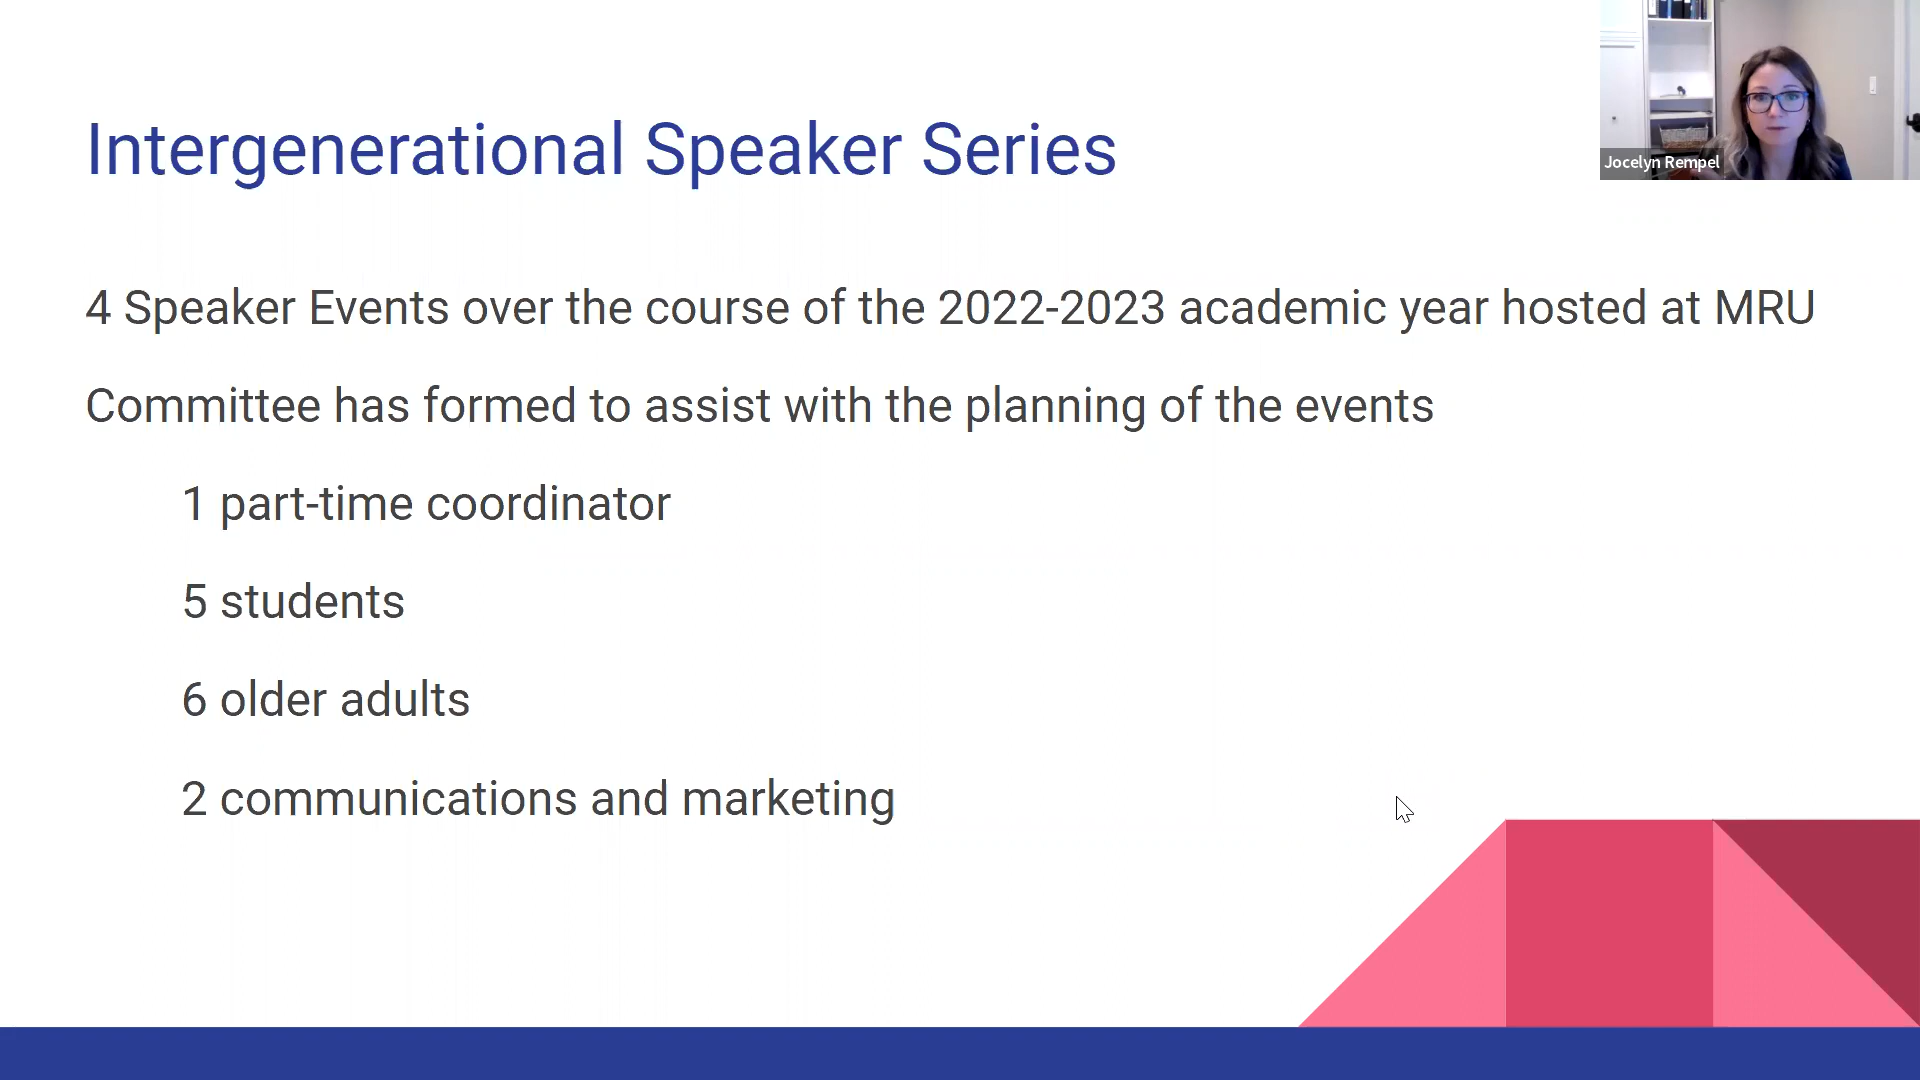 Intergenerational Speaker Series
Jocelyn Rempel
4 Speaker Events over the course of the 2022-2023 academic year hosted at MRU
Committee has formed to assist with the planning of the events
1 part-time coordinator
5 students
6 older adults
2 communications and marketing